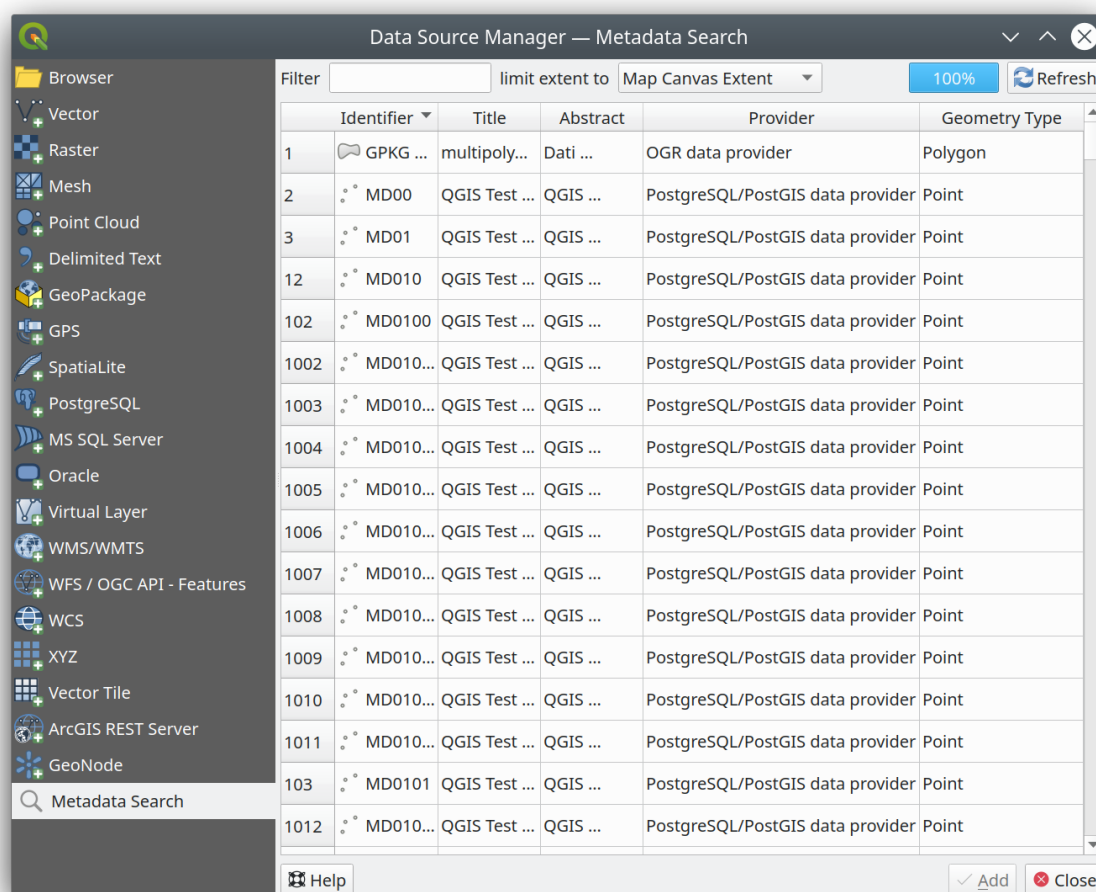 Data Source Manager — Metadata Search
Browser
Vector
Raster
Mesh
Point Cloud
Delimited Text
GeoPackage
GPS
SpatiaLite
PostgreSQL
MS SQL Server
Oracle
Virtual Layer
WMS/WMTS
WFS / OGC API - Features
WCS
XYZ
Vector Tile
ArcGIS REST Server
GeoNode
Metadata Search
Filter limit extent to Map Canvas Extent 100% Refresh
Identifier Title Abstract Provider Geometry Type
1 GPKG ... multipoly... Dati ... OGR data provider Polygon
2 MD00 QGIS Test ... QGIS ... PostgreSQL/PostGIS data provider Point
3 MD01 QGIS Test ... QGIS ... PostgreSQL/PostGIS data provider Point
12 MD010 QGIS Test ... QGIS ... PostgreSQL/PostGIS data provider Point
102 MD0100 QGIS Test ... QGIS ... PostgreSQL/PostGIS data provider Point
1002 MD010... QGIS Test ... QGIS ... PostgreSQL/PostGIS data provider Point
1003 MD010... QGIS Test ... QGIS ... PostgreSQL/PostGIS data provider Point
1004 MD010... QGIS Test ... QGIS ... PostgreSQL/PostGIS data provider Point
1005 MD010... QGIS Test ... QGIS ... PostgreSQL/PostGIS data provider Point
1006 MD010... QGIS Test ... QGIS ... PostgreSQL/PostGIS data provider Point
1007 MD010... QGIS Test ... QGIS ... PostgreSQL/PostGIS data provider Point
1008 MD010... QGIS Test ... QGIS ... PostgreSQL/PostGIS data provider Point
1009 MD010... QGIS Test ... QGIS ... PostgreSQL/PostGIS data provider Point
1010 MD010... QGIS Test ... QGIS ... PostgreSQL/PostGIS data provider Point
1011 MD010... QGIS Test ... QGIS ... PostgreSQL/PostGIS data provider Point
103 MD0101 QGIS Test ... QGIS ... PostgreSQL/PostGIS data provider Point
1012 MD010... QGIS Test ... QGIS ... PostgreSQL/PostGIS data provider Point
Help Add Close